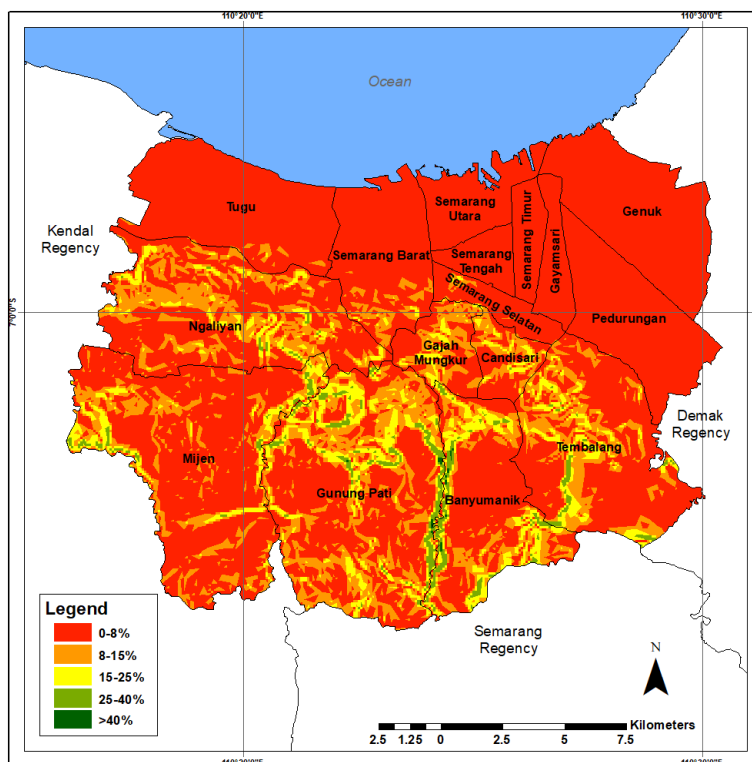 110°20'0"E
110°30'0"E
Ocean
Tugu
Semarang
Utara
Semarang Timur
Genuk
Kendal
Regency
Semarang Barat
Semarang
Tengah
Gayamsari
Semarang Selatan
Pedurungan
Ngaliyan
Gajah
Mungkur
Candisari
Demak
Regency
Mijen
Tembalang
Gunung Pati
Banyumanik
Semarang
Regency
Legend
0-8%
8-15%
15-25%
25-40%
>40%
N
Kilometers
2.5 1.25 0 2.5 5 7.5